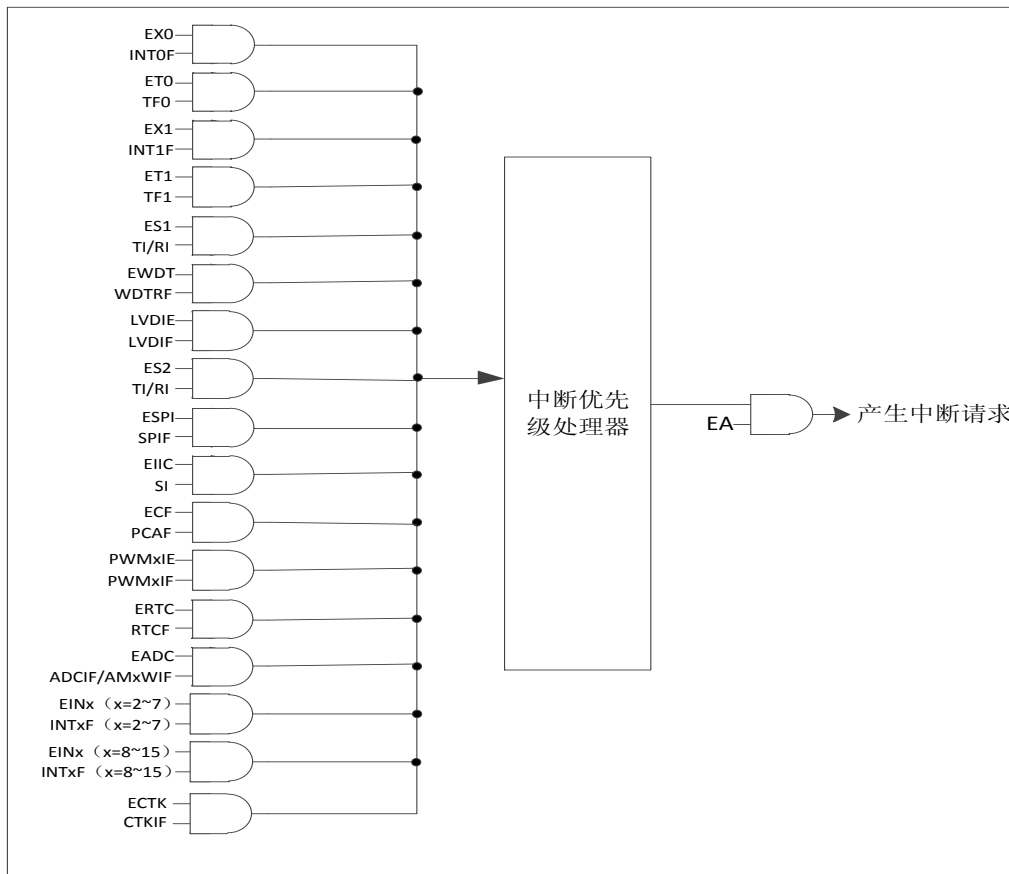 EX0
INT0F
ET0
TF0
EX1
INT1F
ET1
TF1
ES1
TI/RI
EWDT
WDTRF
LVDIE
LVDIF
ES2
TI/RI
ESPI
SPIF
EIIC
SI
ECF
PCAF
PWMxIE
PWMxIF
ERTC
RTCF
EADC
ADCIF/AMxWIF
EINx（x=2~7）
INTxF（x=2~7）
EINx（x=8~15）
INTxF（x=8~15）
ECTK
CTKIF
中断优先
级处理器
EA
产生中断请求